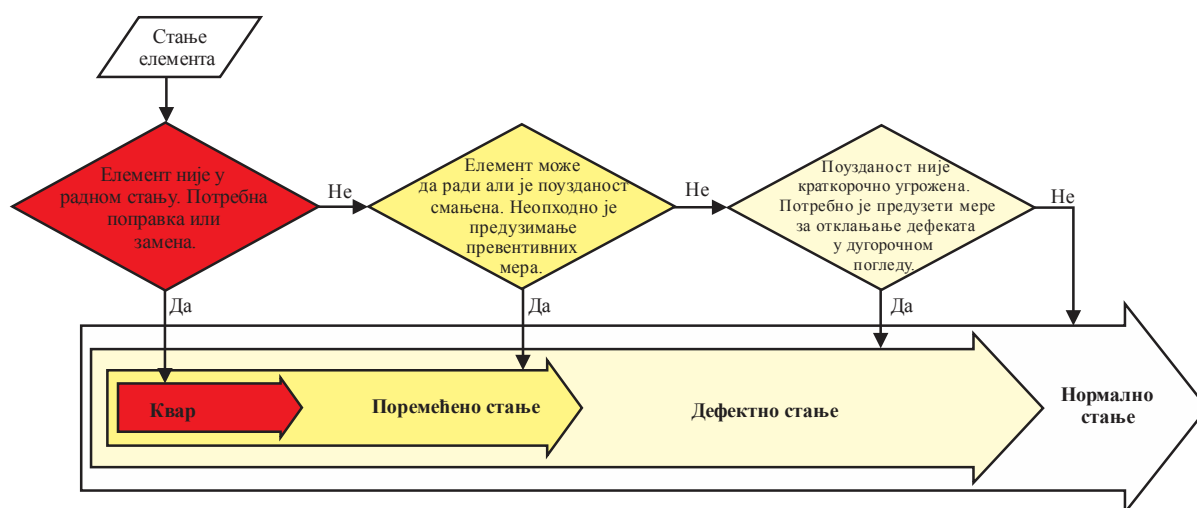 Стање
елемента
Елемент није у
радном стању. Потребна
поправка или
замена.
Не
Елемент може
да ради али је поузданост
смањена. Неопходно је
предузимање
превентивних
мера.
Не
Поузданост није
краткорочно угрожена.
Потребно је предузети мере
за отклањање дефеката
у дугорочном
погледу.
Не
Да
Да
Да
Квар
Поремећено стање
Дефектно стање
Нормално
стање